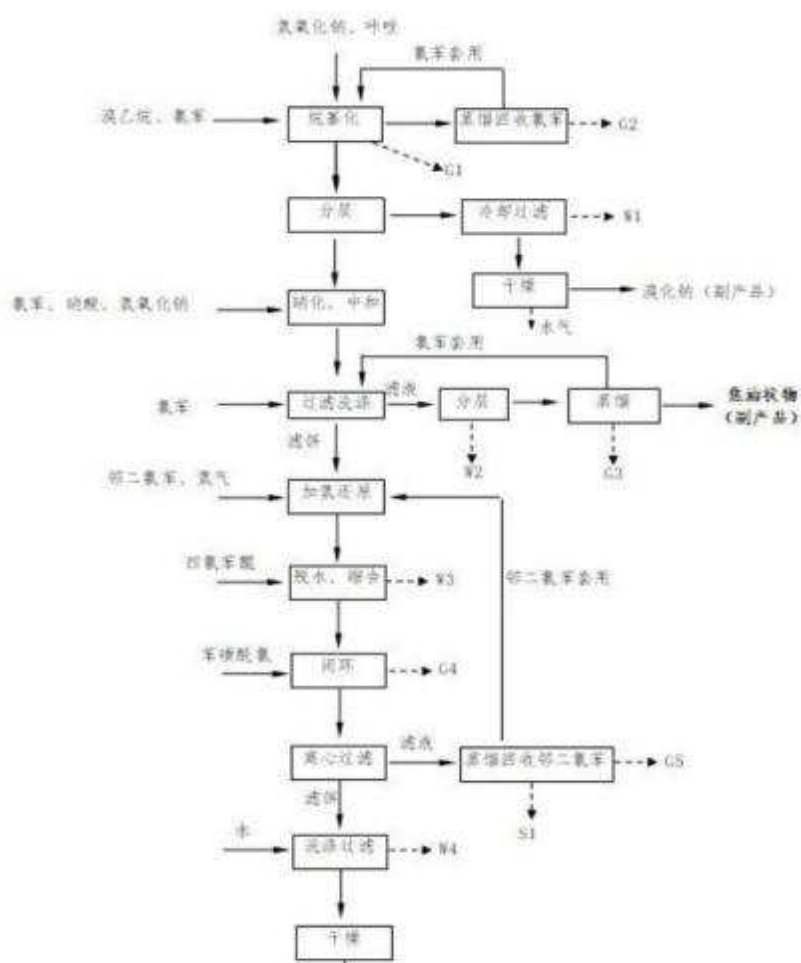 氢氧化钠、咔唑
氯苯套用
溴乙烷、氯苯
烷基化
蒸馏回收氯苯
G2
G1
分层
冷却过滤
W1
氯苯、硝酸、氢氧化钠
硝化、中和
干燥
溴化钠（副产品）
水气
氯苯套用
氯苯
过滤洗涤
滤液
分层
蒸馏
焦油状物
（副产品）
滤饼
W2
G3
邻二氯苯、氢气
加氢还原
四氯苯醌
脱水、缩合
W3
邻二氯苯套用
苯磺酰氯
闭环
G4
离心过滤
滤液
蒸馏回收邻二氯苯
G5
滤饼
S1
水
洗涤过滤
W4
干燥